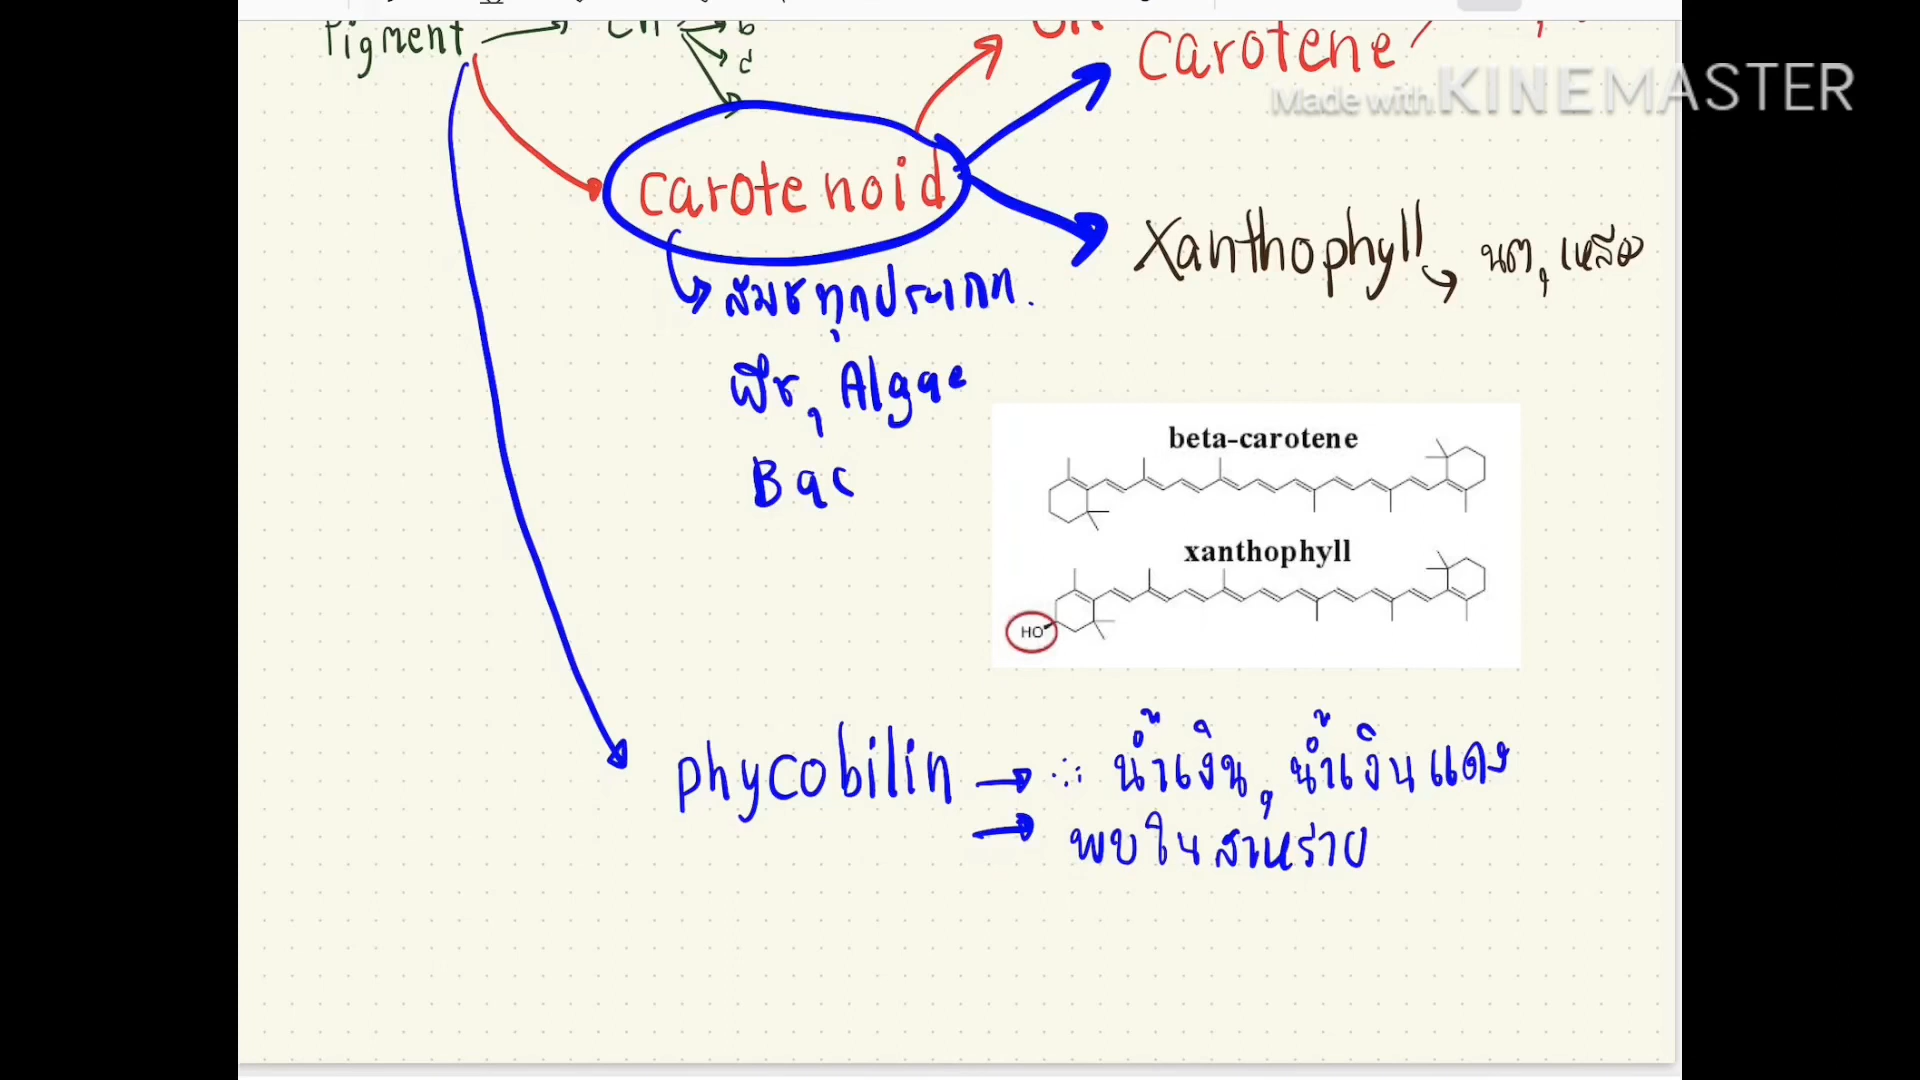 Pigment
b
c
Carotene
Made with KINEMASTER
Carotenoid
Xanthophyll
นตฺ, เหลือง
สมชทุกประเภท.
พืช, Algae
Bac
beta-carotene
xanthophyll
HO
Phycobilin → ∴ น้ำเงิน, น้ำเงินแดง
→ พบในสาหร่าย